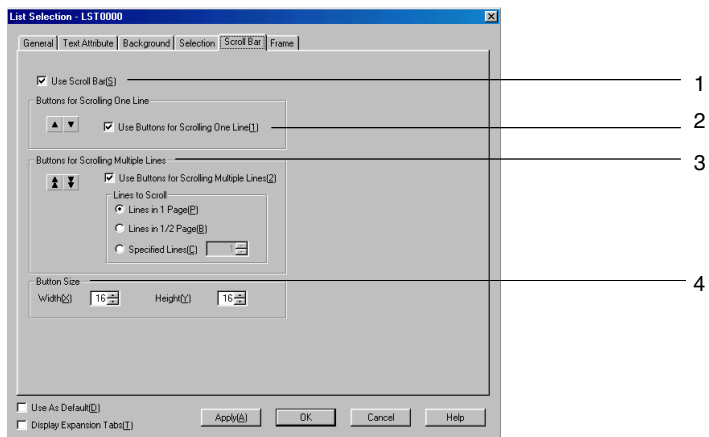 List Selection - LST0000
General Text Attribute Background Selection Scroll Bar Frame
Use Scroll Bar(S) 1
Buttons for Scrolling One Line
Use Buttons for Scrolling One Line(1) 2
Buttons for Scrolling Multiple Lines 3
Use Buttons for Scrolling Multiple Lines(2)
Lines to Scroll
Lines in 1 Page(P)
Lines in 1/2 Page(B)
Specified Lines(C) 1
Button Size 4
Width(X) 16 Height(Y) 16
Use As Default(D)
Display Expansion Tabs(T)
Apply(A) OK Cancel Help